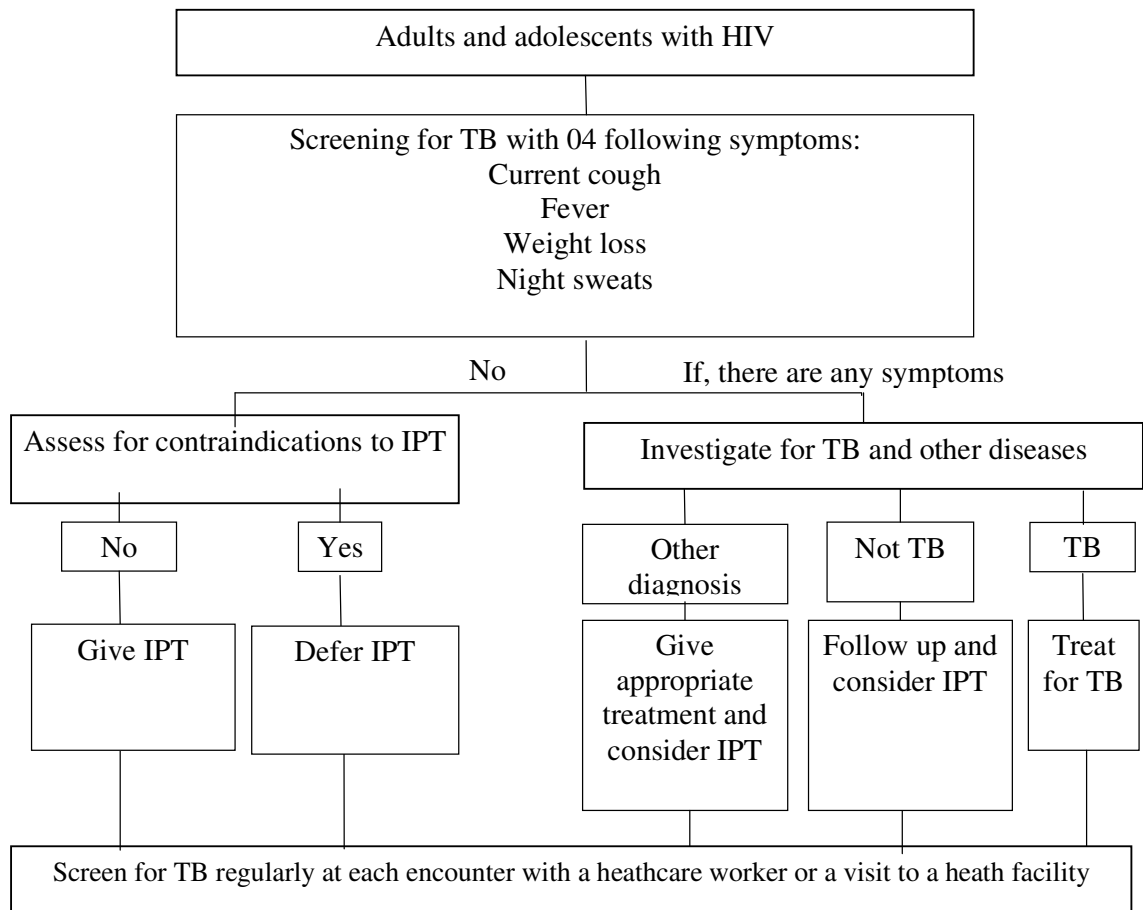 Adults and adolescents with HIV
Screening for TB with 04 following symptoms:
Current cough
Fever
Weight loss
Night sweats
No
If, there are any symptoms
Assess for contraindications to IPT
Investigate for TB and other diseases
No
Yes
Other
diagnosis
Not TB
TB
Give IPT
Defer IPT
Give
appropriate
treatment and
consider IPT
Follow up and
consider IPT
Treat
for TB
Screen for TB regularly at each encounter with a heathcare worker or a visit to a heath facility